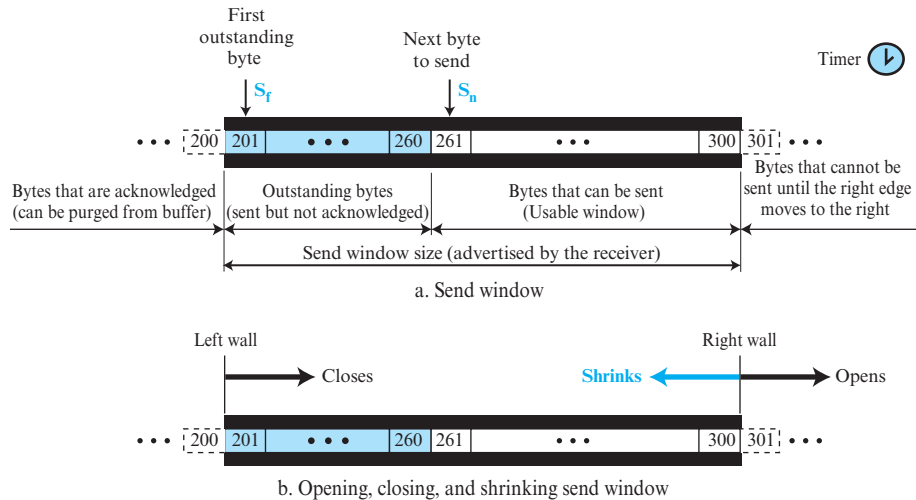 First
outstanding
byte
Next byte
to send
Timer
S_f
S_n
• • • 200 201 • • • 260 261 • • • 300 301 • • •
Bytes that are acknowledged
(can be purged from buffer)
Outstanding bytes
(sent but not acknowledged)
Bytes that can be sent
(Usable window)
Bytes that cannot be
sent until the right edge
moves to the right
Send window size (advertised by the receiver)
a. Send window
Left wall
Right wall
Closes
Shrinks
Opens
• • • 200 201 • • • 260 261 • • • 300 301 • • •
b. Opening, closing, and shrinking send window